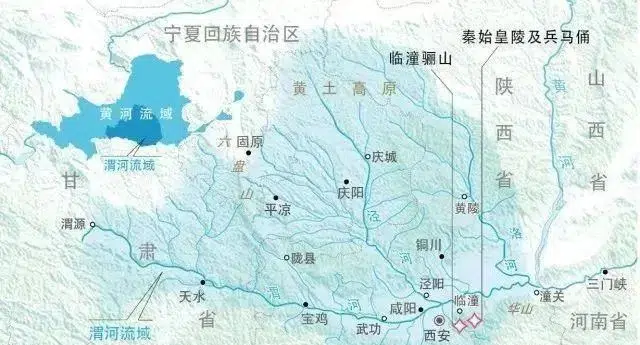 宁夏回族自治区
秦始皇陵及兵马俑
临潼骊山
黄河流域
渭河流域
黄土高原
陕西省
山西省
黄河
六盘山
固原
庆城
庆阳
平凉
黄陵
甘肃省
渭源
泾河
洛河
铜川
陇县
三门峡
天水
泾阳
临潼
潼关
渭河
宝鸡
咸阳
华山
渭河流域
武功
西安
河南省